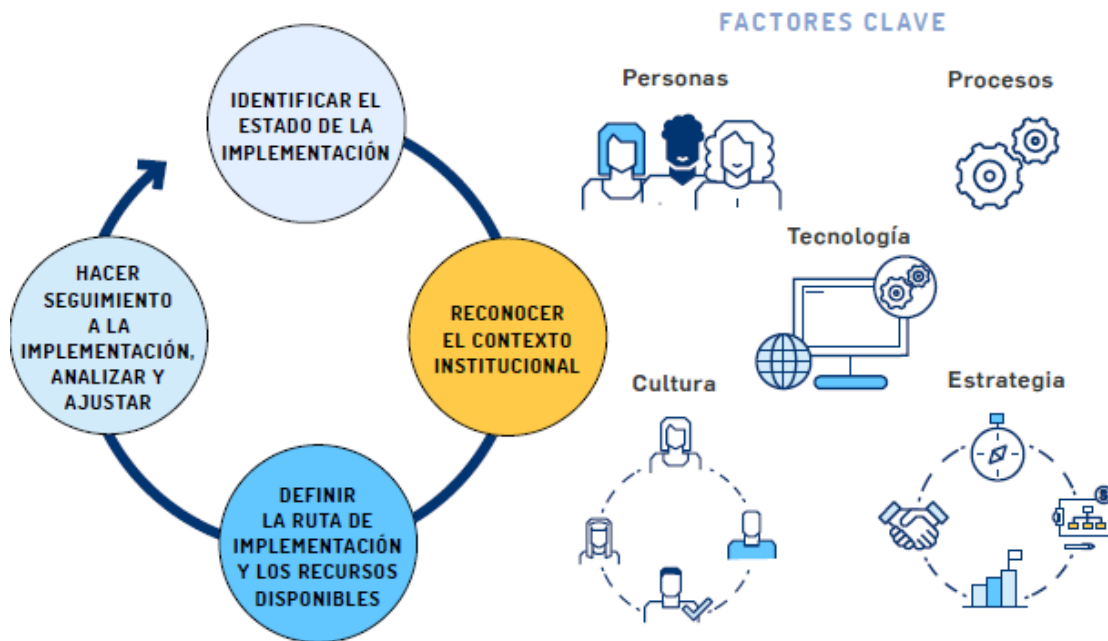 IDENTIFICAR EL
ESTADO DE LA
IMPLEMENTACIÓN
RECONOCER
EL CONTEXTO
INSTITUCIONAL
DEFINIR
LA RUTA DE
IMPLEMENTACIÓN
Y LOS RECURSOS
DISPONIBLES
HACER
SEGUIMIENTO
A LA
IMPLEMENTACIÓN,
ANALIZAR Y
AJUSTAR
FACTORES CLAVE
Personas
Procesos
Tecnología
Cultura
Estrategia
$